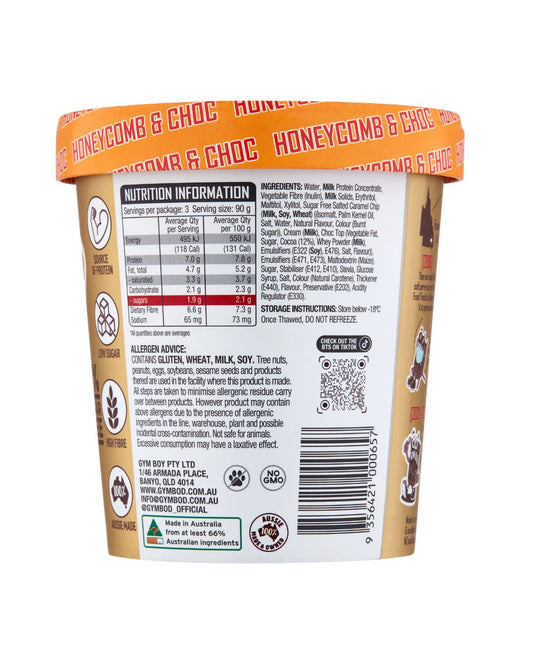 HONEYCOMB & CHOC
HONEYCOMB & CHOC
HONEYCOMB & CHOC
NUTRITION INFORMATION
Servings per package: 3 Serving size: 90 g
Average Qty per Serving
Average Qty per 100 g
Energy 495 kJ 550 kJ
(118 Cal) (131 Cal)
Protein 7.0 g 7.8 g
Fat, total 4.7 g 5.2 g
- saturated 3.3 g 3.7 g
Carbohydrate 2.1 g 2.3 g
- sugars 1.9 g 2.1 g
Dietary Fibre 6.6 g 7.3 g
Sodium 65 mg 73 mg
*All quantities above are averages
INGREDIENTS: Water, Milk Protein Concentrate,
Vegetable Fibre (Inulin), Milk Solids, Erythritol,
Maltitol, Xylitol, Sugar Free Salted Caramel Chip
(Milk, Soy, Wheat) (Isomalt, Palm Kernel Oil,
Salt, Water, Natural Flavour, Colour (Burnt
Sugar)), Cream (Milk), Choc Top (Vegetable Fat,
Sugar, Cocoa (12%), Whey Powder (Milk),
Emulsifiers (E322 (Soy), E476), Salt, Flavour),
Emulsifiers (E471, E473), Maltodextrin (Maize),
Sugar, Stabiliser (E412, E410), Stevia, Glucose
Syrup, Salt, Colour (Natural Carotene), Thickener
(E440), Flavour, Preservative (E202), Acidity
Regulator (E330).
STORAGE INSTRUCTIONS: Store below -18°C
Once Thawed, DO NOT REFREEZE.
ALLERGEN ADVICE:
CONTAINS GLUTEN, WHEAT, MILK, SOY. Tree nuts,
peanuts, eggs, soybeans, sesame seeds and products
thereof are used in the facility where this product is made.
All steps are taken to minimise allergenic residue carry
over between products. However product may contain
above allergens due to the presence of allergenic
ingredients in the line, warehouse, plant and possible
incidental cross-contamination. Not safe for animals.
Excessive consumption may have a laxative effect.
CHECK OUT THE
BTS ON TIKTOK
GYM BOY PTY LTD
1/46 ARMADA PLACE,
BANYO, QLD 4014
WWW.GYMBOD.COM.AU
INFO@GYMBOD.COM.AU
@GYMBOD_OFFICIAL
NO
GMO
Made in Australia
from at least 66%
Australian ingredients
AUSSIE
100%
MADE & OWNED
9 356421 000657
SOURCE
OF PROTEIN
LOW SUGAR
HIGH FIBRE
100%
AUSSIE MADE